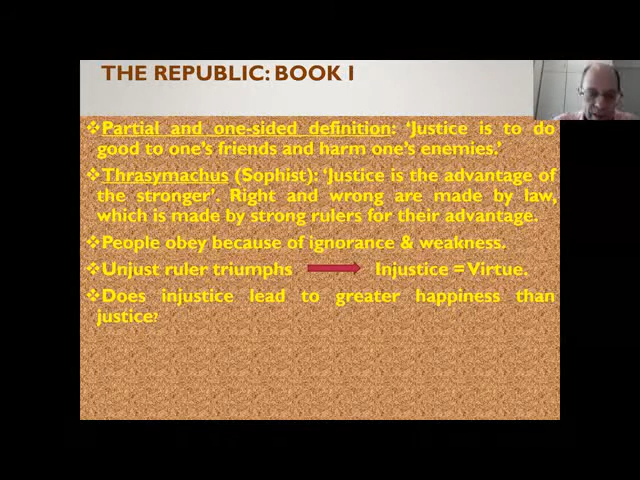 THE REPUBLIC: BOOK I
❖Partial and one-sided definition: ‘Justice is to do
good to one’s friends and harm one’s enemies.’
❖Thrasymachus (Sophist): ‘Justice is the advantage of
the stronger’. Right and wrong are made by law,
which is made by strong rulers for their advantage.
❖People obey because of ignorance & weakness.
❖Unjust ruler triumphs Injustice = Virtue.
❖Does injustice lead to greater happiness than
justice?